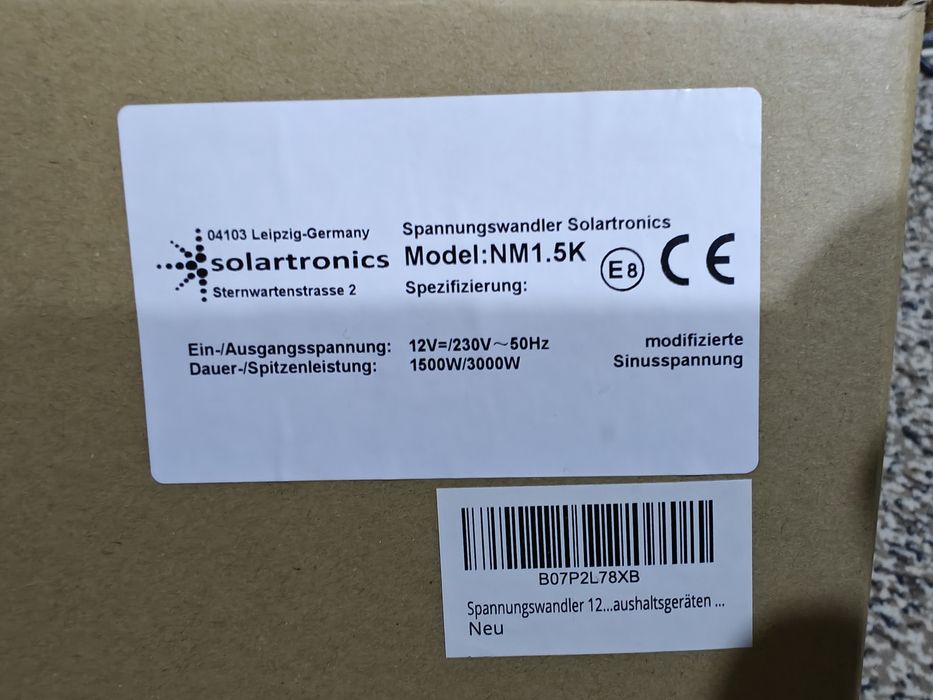 04103 Leipzig-Germany
solartronics
Sternwartenstrasse 2
Spannungswandler Solartronics
Model:NM1.5K
Spezifizierung:
E8
CE
Ein-/Ausgangsspannung: 12V=/230V～50Hz
Dauer-/Spitzenleistung: 1500W/3000W
modifizierte
Sinusspannung
B07P2L78XB
Spannungswandler 12...aushaltsgeräten ...
Neu